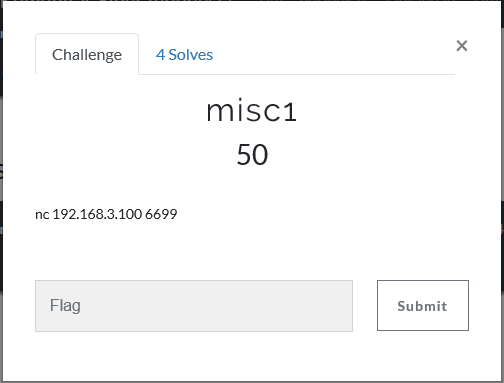 Challenge
4 Solves
×
misc1
50
nc 192.168.3.100 6699
Flag
Submit